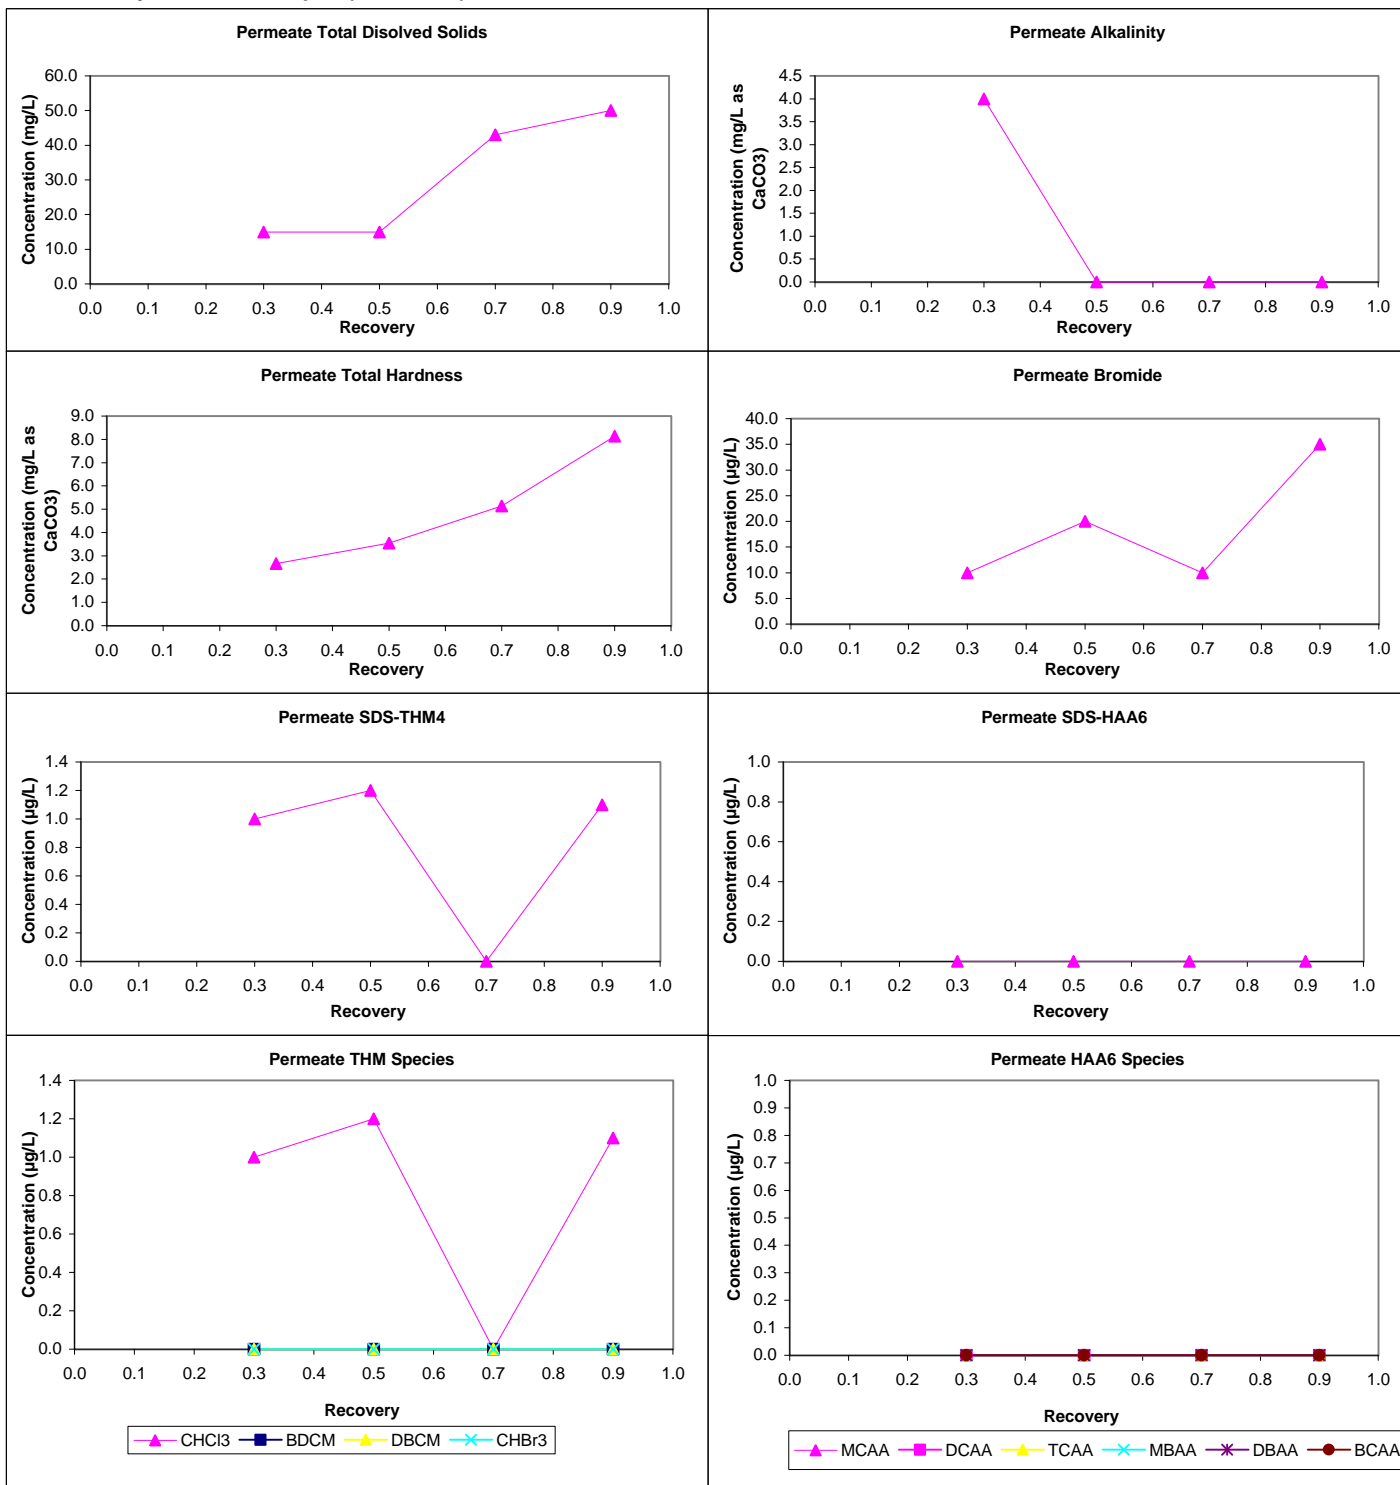 Permeate Total Disolved Solids
Concentration (mg/L)
60.0
50.0
40.0
30.0
20.0
10.0
0.0
0.0 0.1 0.2 0.3 0.4 0.5 0.6 0.7 0.8 0.9 1.0
Recovery
Permeate Alkalinity
Concentration (mg/L as
CaCO3)
4.5
4.0
3.5
3.0
2.5
2.0
1.5
1.0
0.5
0.0
0.0 0.1 0.2 0.3 0.4 0.5 0.6 0.7 0.8 0.9 1.0
Recovery
Permeate Total Hardness
Concentration (mg/L as
CaCO3)
9.0
8.0
7.0
6.0
5.0
4.0
3.0
2.0
1.0
0.0
0.0 0.1 0.2 0.3 0.4 0.5 0.6 0.7 0.8 0.9 1.0
Recovery
Permeate Bromide
Concentration (µg/L)
40.0
35.0
30.0
25.0
20.0
15.0
10.0
5.0
0.0
0.0 0.1 0.2 0.3 0.4 0.5 0.6 0.7 0.8 0.9 1.0
Recovery
Permeate SDS-THM4
Concentration (µg/L)
1.4
1.2
1.0
0.8
0.6
0.4
0.2
0.0
0.0 0.1 0.2 0.3 0.4 0.5 0.6 0.7 0.8 0.9 1.0
Recovery
Permeate SDS-HAA6
Concentration (µg/L)
1.0
0.8
0.6
0.4
0.2
0.0
0.0 0.1 0.2 0.3 0.4 0.5 0.6 0.7 0.8 0.9 1.0
Recovery
Permeate THM Species
Concentration (µg/L)
1.4
1.2
1.0
0.8
0.6
0.4
0.2
0.0
0.0 0.1 0.2 0.3 0.4 0.5 0.6 0.7 0.8 0.9 1.0
Recovery
CHCl3 BDCM DBCM CHBr3
Permeate HAA6 Species
Concentration (µg/L)
1.0
0.9
0.8
0.7
0.6
0.5
0.4
0.3
0.2
0.1
0.0
0.0 0.1 0.2 0.3 0.4 0.5 0.6 0.7 0.8 0.9 1.0
Recovery
MCAA DCAA TCAA MBAA DBAA BCAA